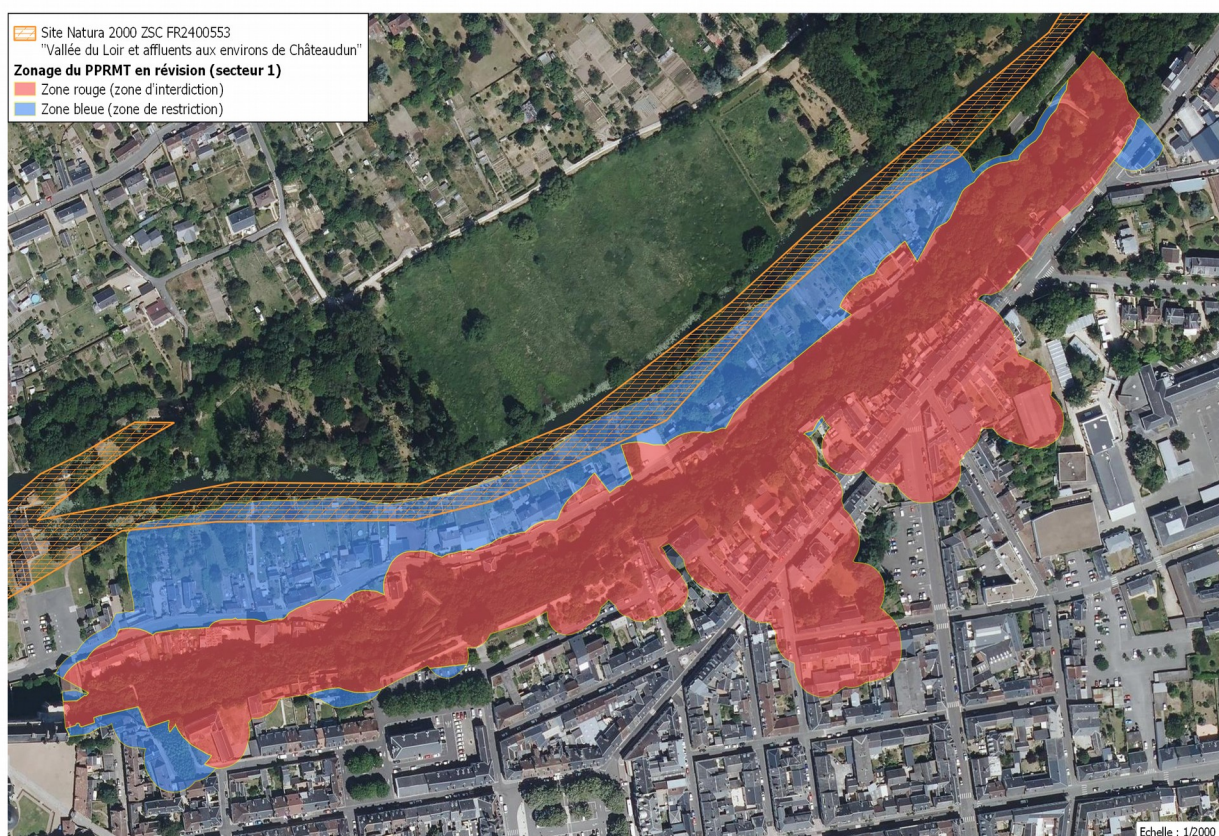 Site Natura 2000 ZSC FR2400553
"Vallée du Loir et affluents aux environs de Châteaudun"
Zonage du PPRMT en révision (secteur 1)
Zone rouge (zone d'interdiction)
Zone bleue (zone de restriction)
Echelle : 1/2000